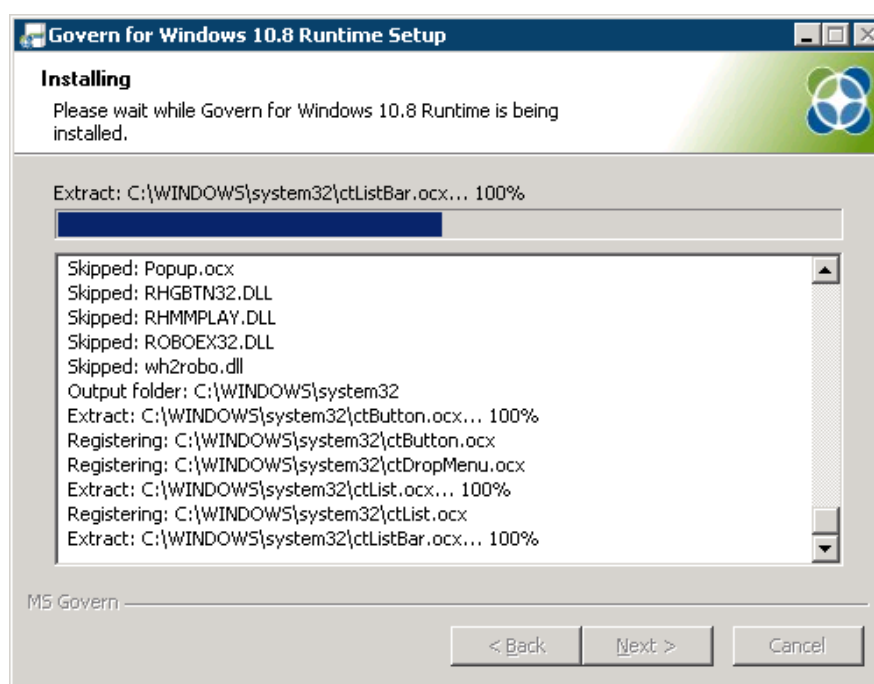 Govern for Windows 10.8 Runtime Setup
Installing
Please wait while Govern for Windows 10.8 Runtime is being
installed.
Extract: C:\WINDOWS\system32\ctListBar.ocx... 100%
Skipped: Popup.ocx
Skipped: RHGBTN32.DLL
Skipped: RHMMPLAY.DLL
Skipped: ROBOEX32.DLL
Skipped: wh2robo.dll
Output folder: C:\WINDOWS\system32
Extract: C:\WINDOWS\system32\ctButton.ocx... 100%
Registering: C:\WINDOWS\system32\ctButton.ocx
Registering: C:\WINDOWS\system32\ctDropMenu.ocx
Extract: C:\WINDOWS\system32\ctList.ocx... 100%
Registering: C:\WINDOWS\system32\ctList.ocx
Extract: C:\WINDOWS\system32\ctListBar.ocx... 100%
MS Govern
< Back Next > Cancel